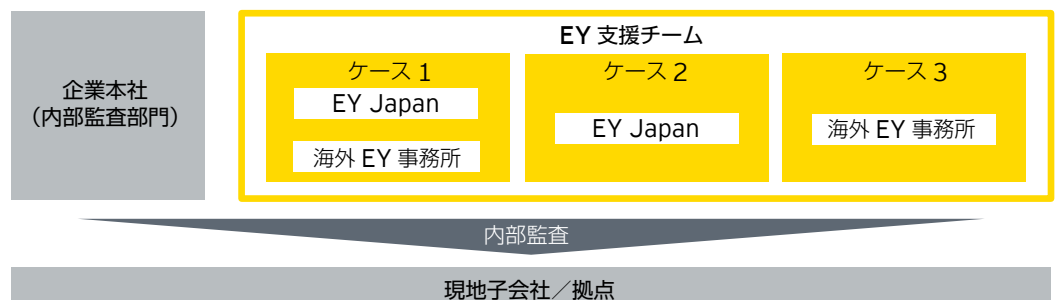 企業本社
（内部監査部門）
EY 支援チーム
ケース 1
EY Japan
海外 EY 事務所
ケース 2
EY Japan
ケース 3
海外 EY 事務所
内部監査
現地子会社／拠点